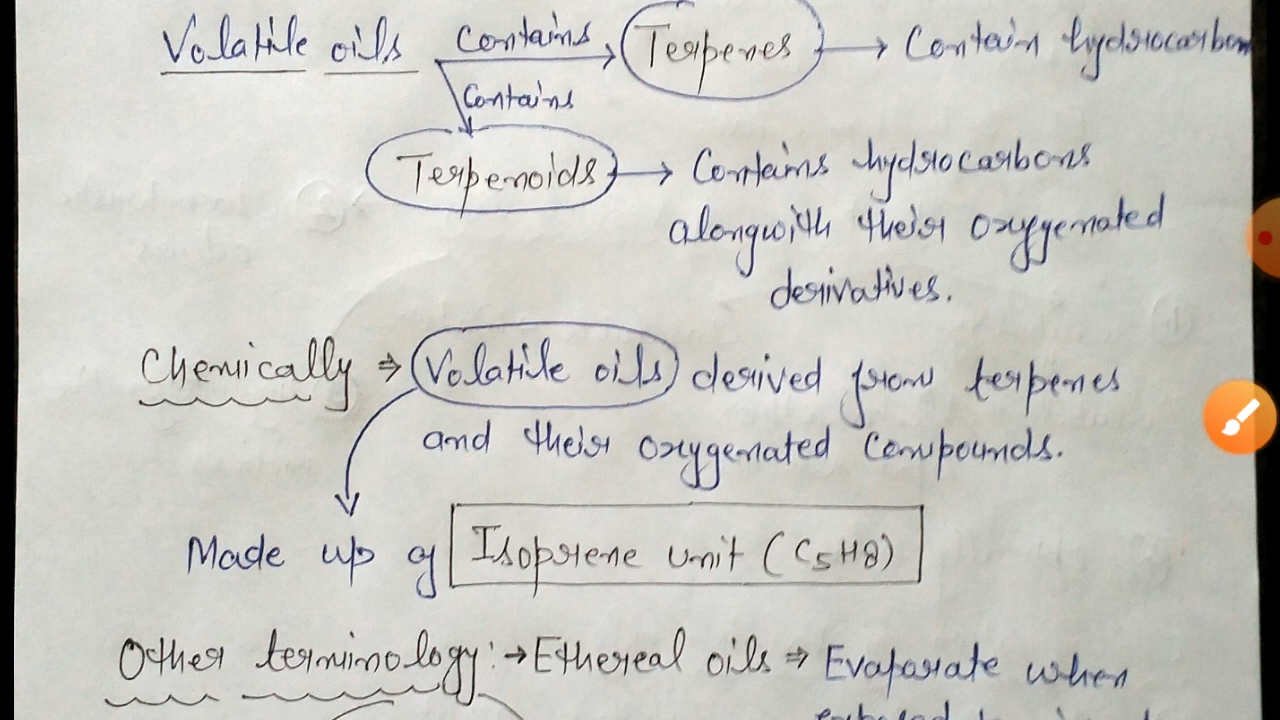 Volatile oils contains Terpenes → Contain hydrocarbon
Contains
Terpenoids → Contains hydrocarbons
alongwith their oxygenated
derivatives.
Chemically ⇒ Volatile oils derived from terpenes
and their oxygenated compounds.
Made up of Isoprene unit (C5H8)
Other terminology:→ Ethereal oils ⇒ Evaporate when